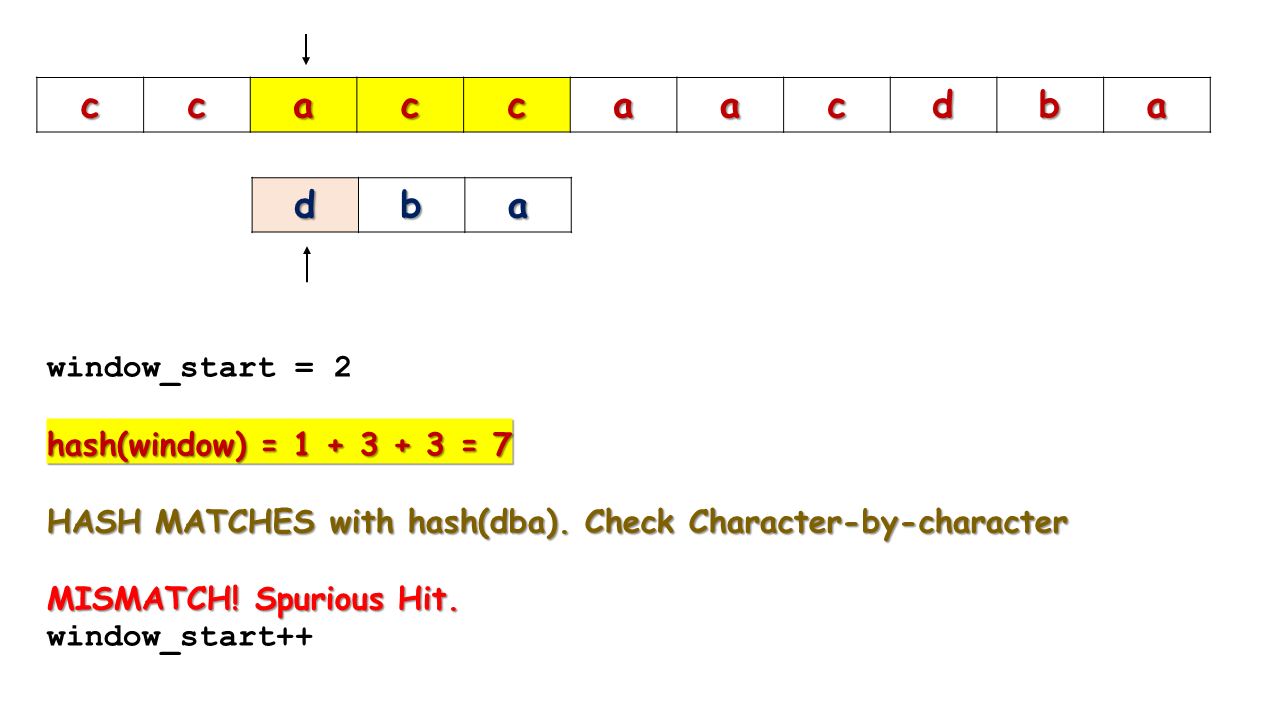 c c a c c a a c d b a
d b a
window_start = 2
hash(window) = 1 + 3 + 3 = 7
HASH MATCHES with hash(dba). Check Character-by-character
MISMATCH! Spurious Hit.
window_start++